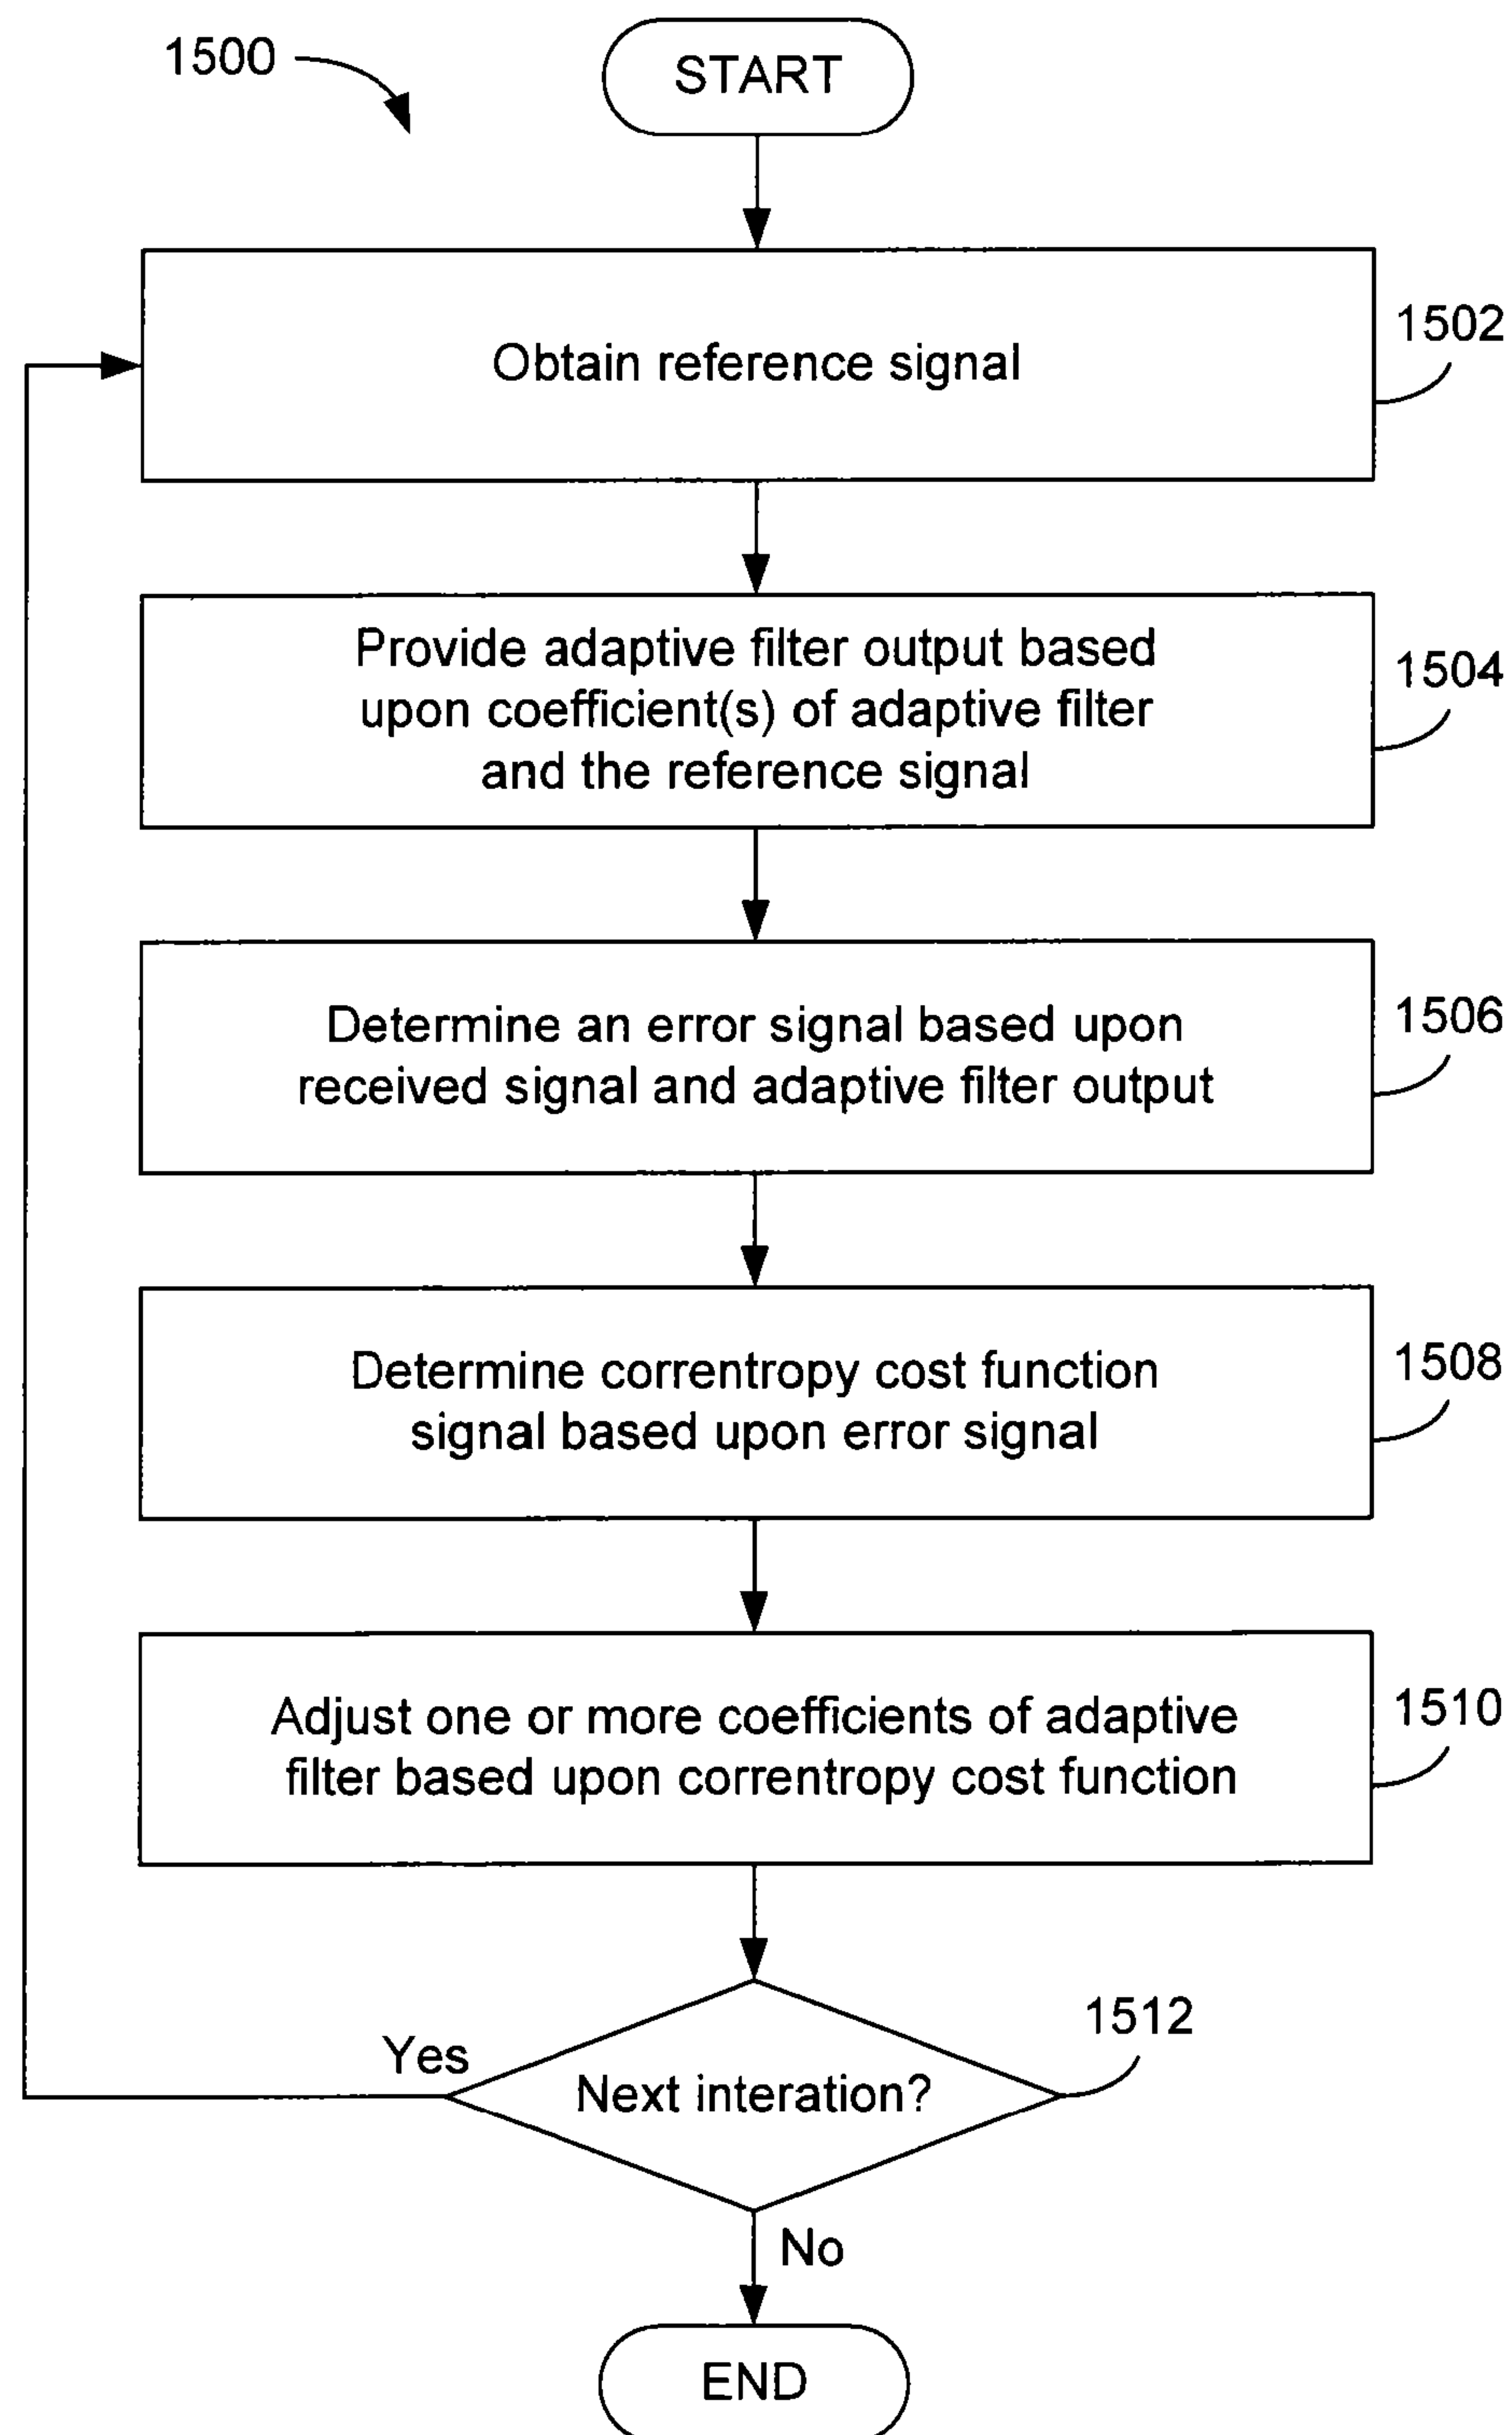 1500
START
Obtain reference signal
1502
Provide adaptive filter output based
upon coefficient(s) of adaptive filter
and the reference signal
1504
Determine an error signal based upon
received signal and adaptive filter output
1506
Determine correntropy cost function
signal based upon error signal
1508
Adjust one or more coefficients of adaptive
filter based upon correntropy cost function
1510
Next interation?
1512
Yes
No
END